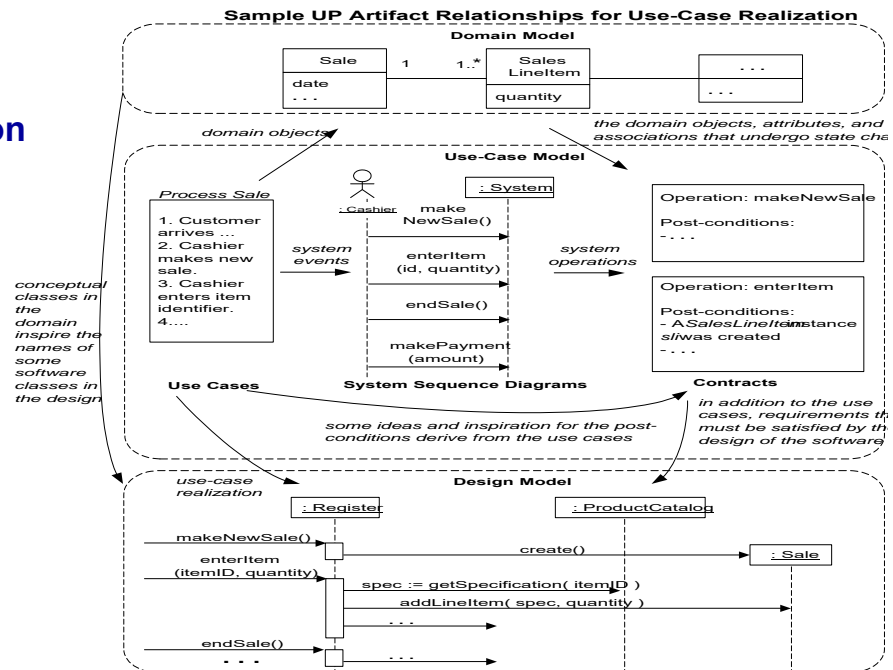 Sample UP Artifact Relationships for Use-Case Realization
Domain Model
Sale
date
. . .
1
1..*
Sales
LineItem
quantity
. . .
. . .
on
domain objects
the domain objects, attributes, and
associations that undergo state cha
Use-Case Model
Process Sale
1. Customer
arrives ...
2. Cashier
makes new
sale.
3. Cashier
enters item
identifier.
4....
system
events
: Cashier
: System
make
NewSale()
enterItem
(id, quantity)
endSale()
makePayment
(amount)
system
operations
Operation: makeNewSale
Post-conditions:
- . . .
Operation: enterItem
Post-conditions:
- A SalesLineItem instance
sli was created
- . . .
conceptual
classes in
the
domain
inspire the
names of
some
software
classes in
the design
Use Cases
System Sequence Diagrams
Contracts
some ideas and inspiration for the post-
conditions derive from the use cases
in addition to the use
cases, requirements th
must be satisfied by the
design of the software
use-case
realization
Design Model
: Register
: ProductCatalog
makeNewSale()
create()
: Sale
enterItem
(itemID, quantity)
spec := getSpecification( itemID )
addLineItem( spec, quantity )
. . .
endSale()
. . .
. . .